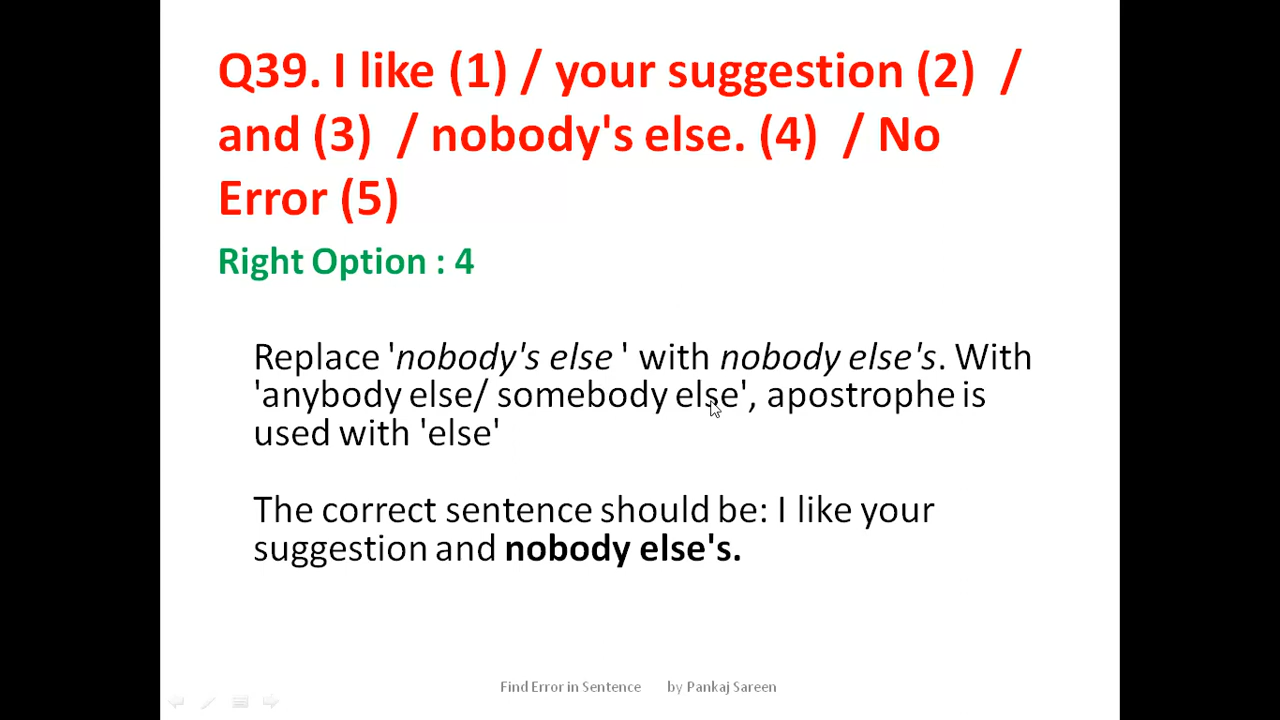 Q39. I like (1) / your suggestion (2)  /
and (3)  / nobody's else. (4)  / No
Error (5)
Right Option : 4
Replace 'nobody's else ' with nobody else's. With
'anybody else/ somebody else', apostrophe is
used with 'else'
The correct sentence should be: I like your
suggestion and nobody else's.
Find Error in Sentence      by Pankaj Sareen